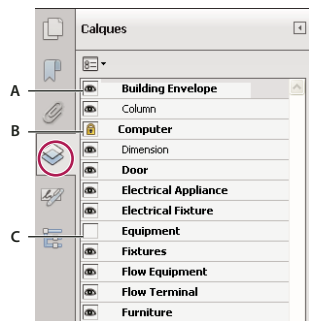 Calques
A
Building Envelope
Column
B
Computer
Dimension
Door
Electrical Appliance
Electrical Fixture
C
Equipment
Fixtures
Flow Equipment
Flow Terminal
Furniture